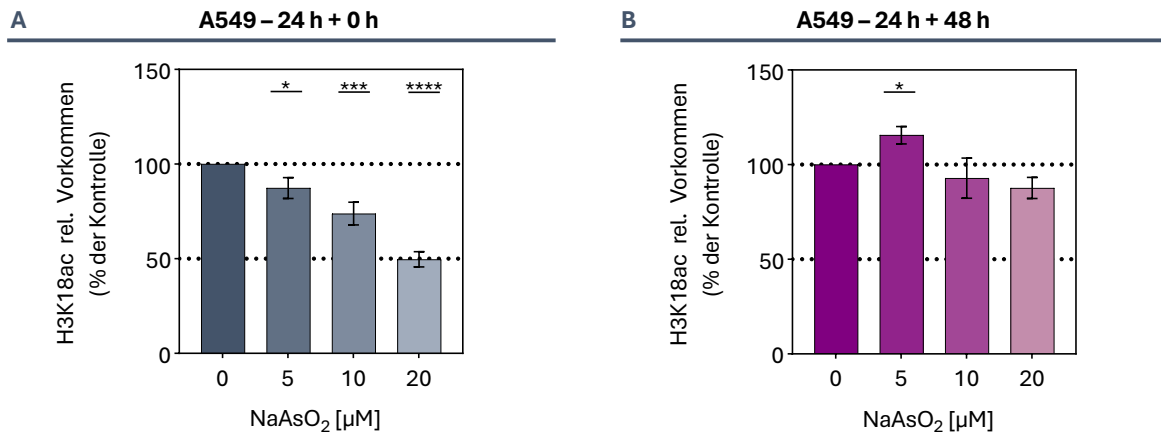 A
A549 – 24 h + 0 h
H3K18ac rel. Vorkommen
(% der Kontrolle)
150
100
50
0
*
***
****
0 5 10 20
NaAsO₂ [µM]
B
A549 – 24 h + 48 h
H3K18ac rel. Vorkommen
(% der Kontrolle)
150
100
50
0
*
0 5 10 20
NaAsO₂ [µM]